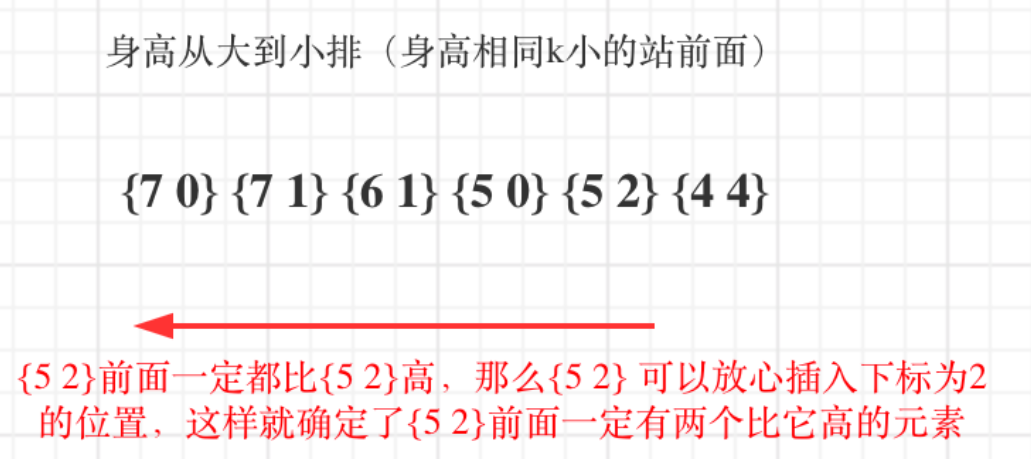 身高从大到小排（身高相同k小的站前面）
{7 0} {7 1} {6 1} {5 0} {5 2} {4 4}
{5 2}前面一定都比{5 2}高，那么{5 2} 可以放心插入下标为2
的位置，这样就确定了{5 2}前面一定有两个比它高的元素